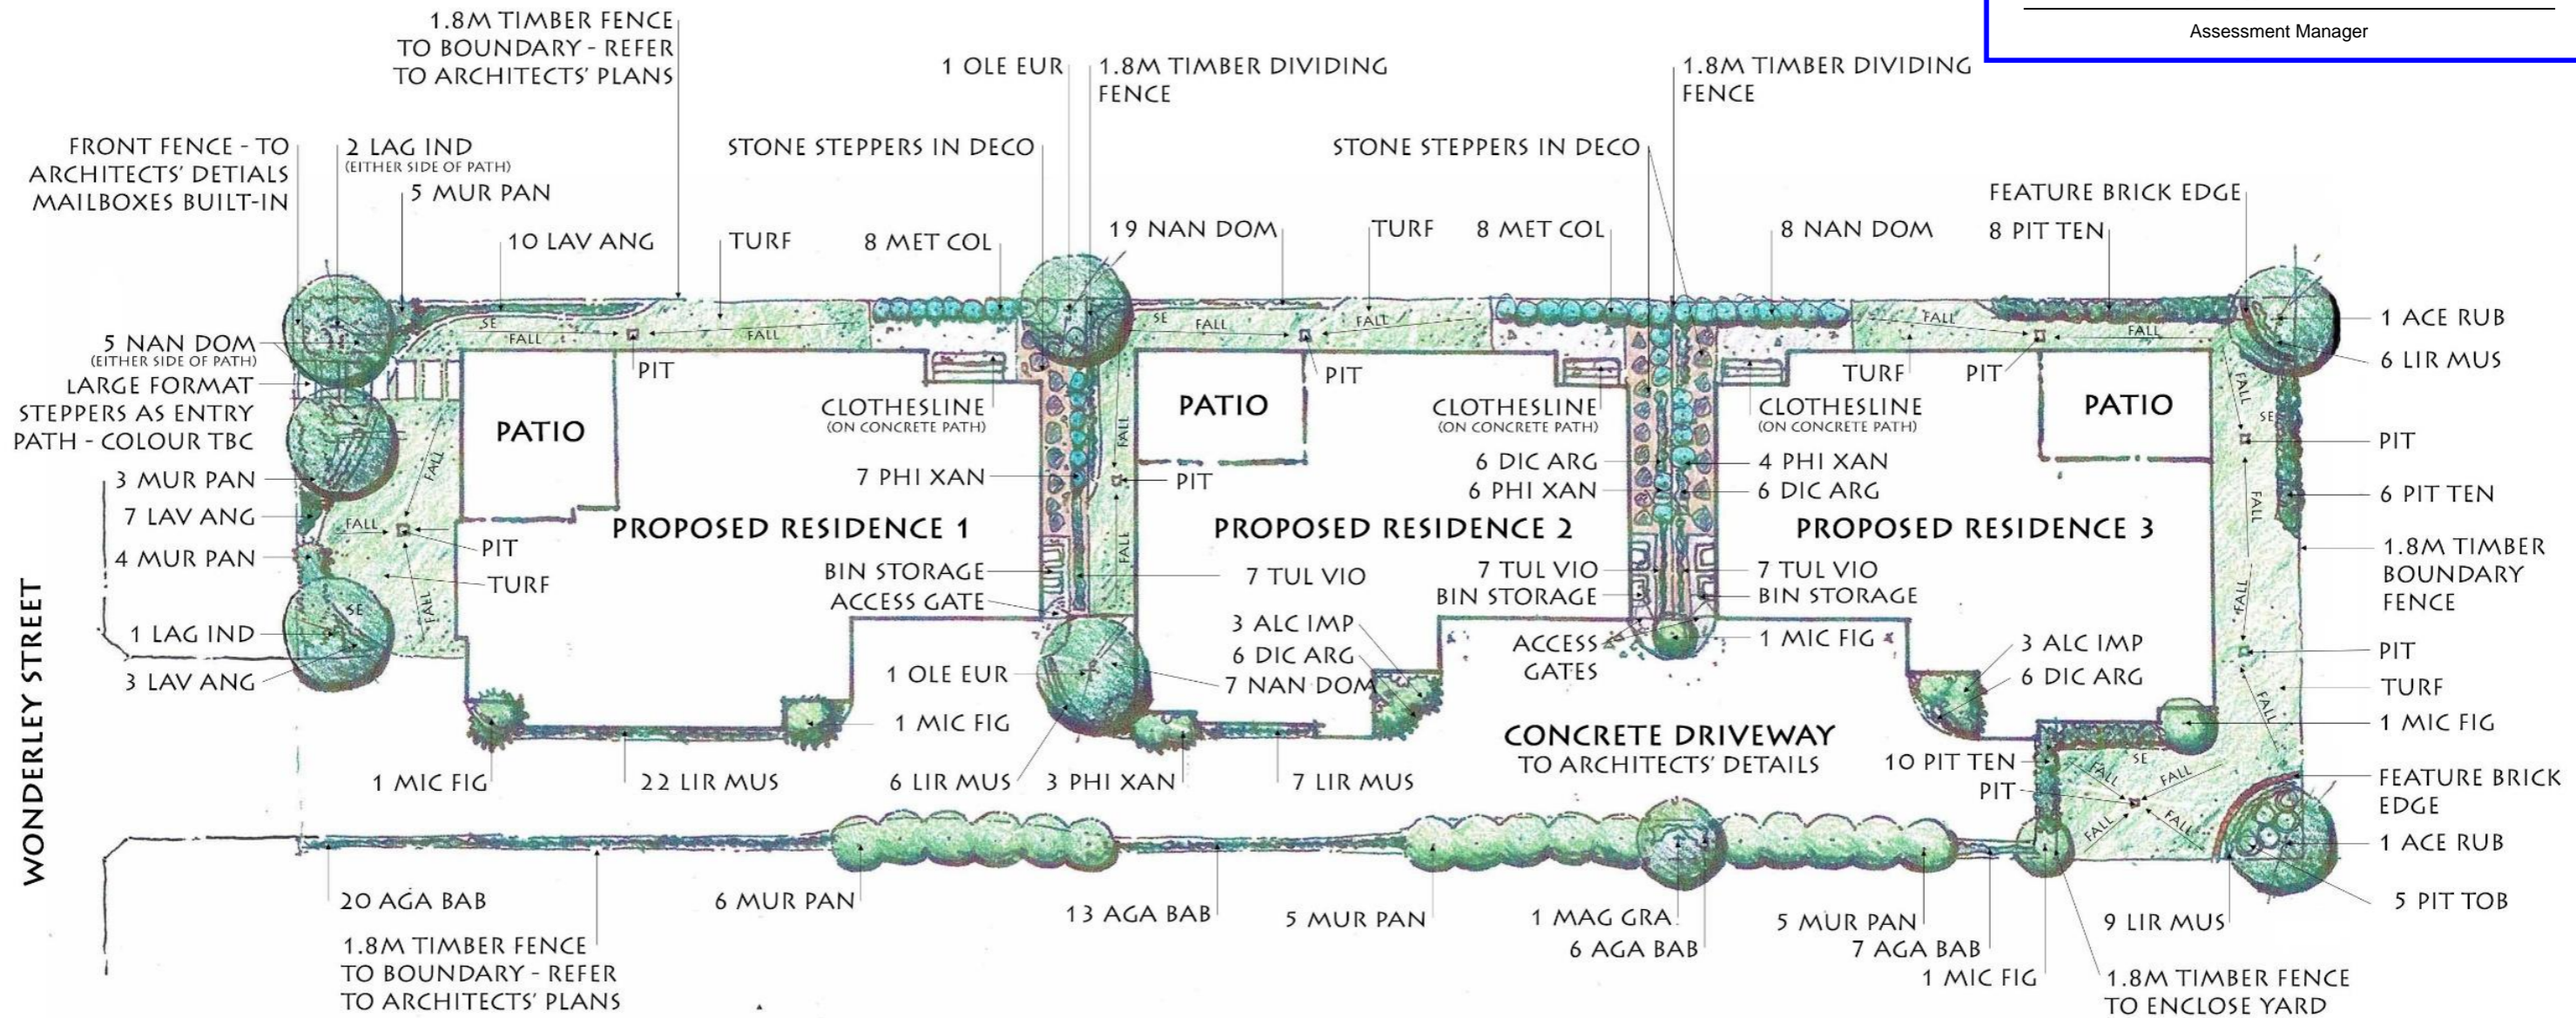 Assessment Manager
1.8M TIMBER FENCE
TO BOUNDARY - REFER
TO ARCHITECTS' PLANS
1 OLE EUR
1.8M TIMBER DIVIDING
FENCE
1.8M TIMBER DIVIDING
FENCE
FRONT FENCE - TO
ARCHITECTS' DETIALS
MAILBOXES BUILT-IN
2 LAG IND
(EITHER SIDE OF PATH)
5 MUR PAN
STONE STEPPERS IN DECO
STONE STEPPERS IN DECO
FEATURE BRICK EDGE
10 LAV ANG
TURF
8 MET COL
19 NAN DOM
TURF
8 MET COL
8 NAN DOM
8 PIT TEN
5 NAN DOM
(EITHER SIDE OF PATH)
LARGE FORMAT
STEPPERS AS ENTRY
PATH - COLOUR TBC
SE
FALL
FALL
SE
FALL
FALL
FALL
FALL
1 ACE RUB
6 LIR MUS
PIT
PIT
TURF
PIT
CLOTHESLINE
(ON CONCRETE PATH)
CLOTHESLINE
(ON CONCRETE PATH)
CLOTHESLINE
(ON CONCRETE PATH)
PATIO
PATIO
PATIO
FALL
SE
PIT
3 MUR PAN
7 LAV ANG
4 MUR PAN
FALL
FALL
PIT
TURF
FALL
SE
1 LAG IND
3 LAV ANG
7 PHI XAN
FALL
PIT
FALL
6 DIC ARG
6 PHI XAN
4 PHI XAN
6 DIC ARG
6 PIT TEN
FALL
PROPOSED RESIDENCE 1
PROPOSED RESIDENCE 2
PROPOSED RESIDENCE 3
1.8M TIMBER
BOUNDARY
FENCE
BIN STORAGE
ACCESS GATE
7 TUL VIO
7 TUL VIO
BIN STORAGE
7 TUL VIO
BIN STORAGE
FALL
WONDERLEY STREET
3 ALC IMP
6 DIC ARG
7 NAN DOM
ACCESS
GATES
1 MIC FIG
3 ALC IMP
6 DIC ARG
PIT
TURF
FALL
1 MIC FIG
1 OLE EUR
1 MIC FIG
CONCRETE DRIVEWAY
TO ARCHITECTS' DETAILS
1 MIC FIG
22 LIR MUS
6 LIR MUS
3 PHI XAN
7 LIR MUS
10 PIT TEN
PIT
SE
FALL
FALL
FALL
FALL
FEATURE BRICK
EDGE
1 ACE RUB
5 PIT TOB
20 AGA BAB
6 MUR PAN
13 AGA BAB
5 MUR PAN
1 MAG GRA
6 AGA BAB
5 MUR PAN
7 AGA BAB
1 MIC FIG
9 LIR MUS
1.8M TIMBER FENCE
TO BOUNDARY - REFER
TO ARCHITECTS' PLANS
1.8M TIMBER FENCE
TO ENCLOSE YARD